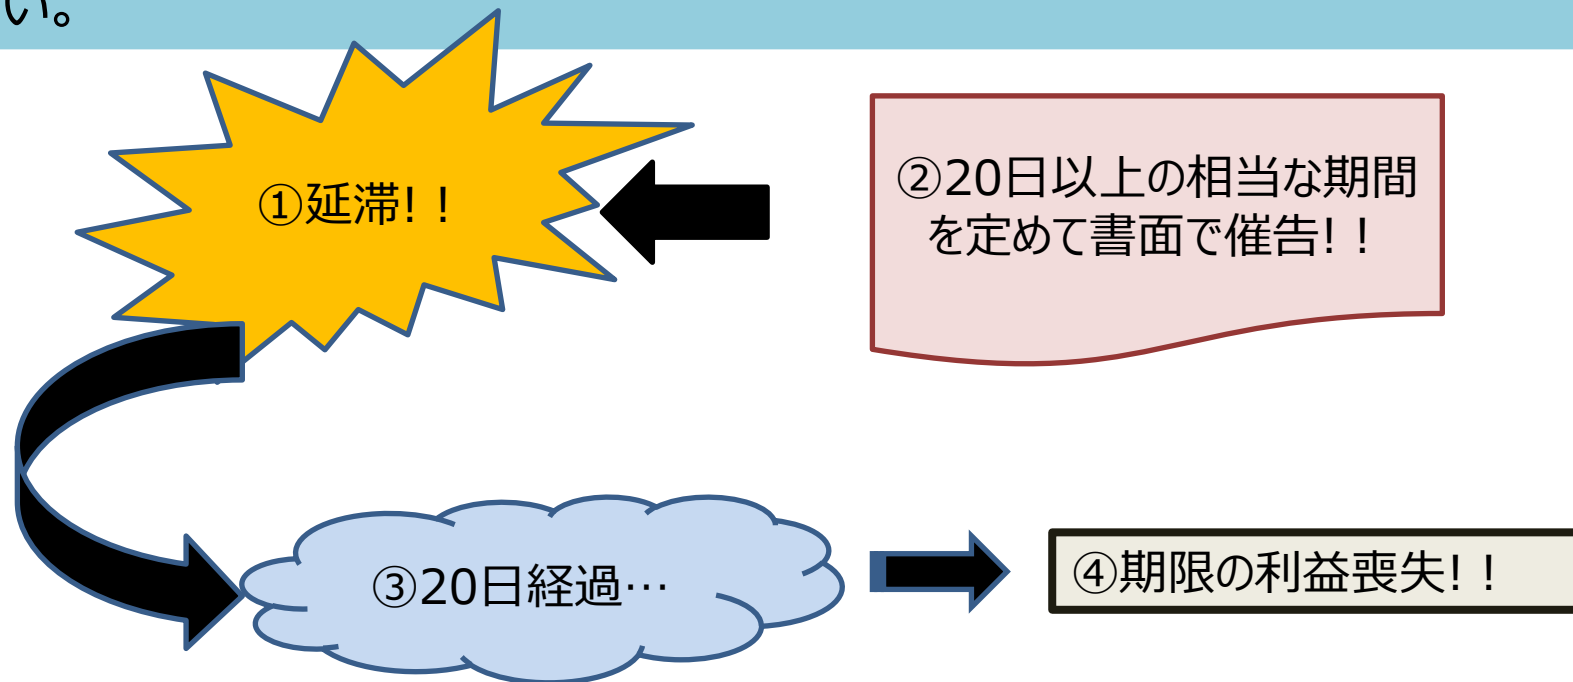 い。
①延滞！！
②20日以上の相当な期間
を定めて書面で催告！！
③20日経過…
④期限の利益喪失！！